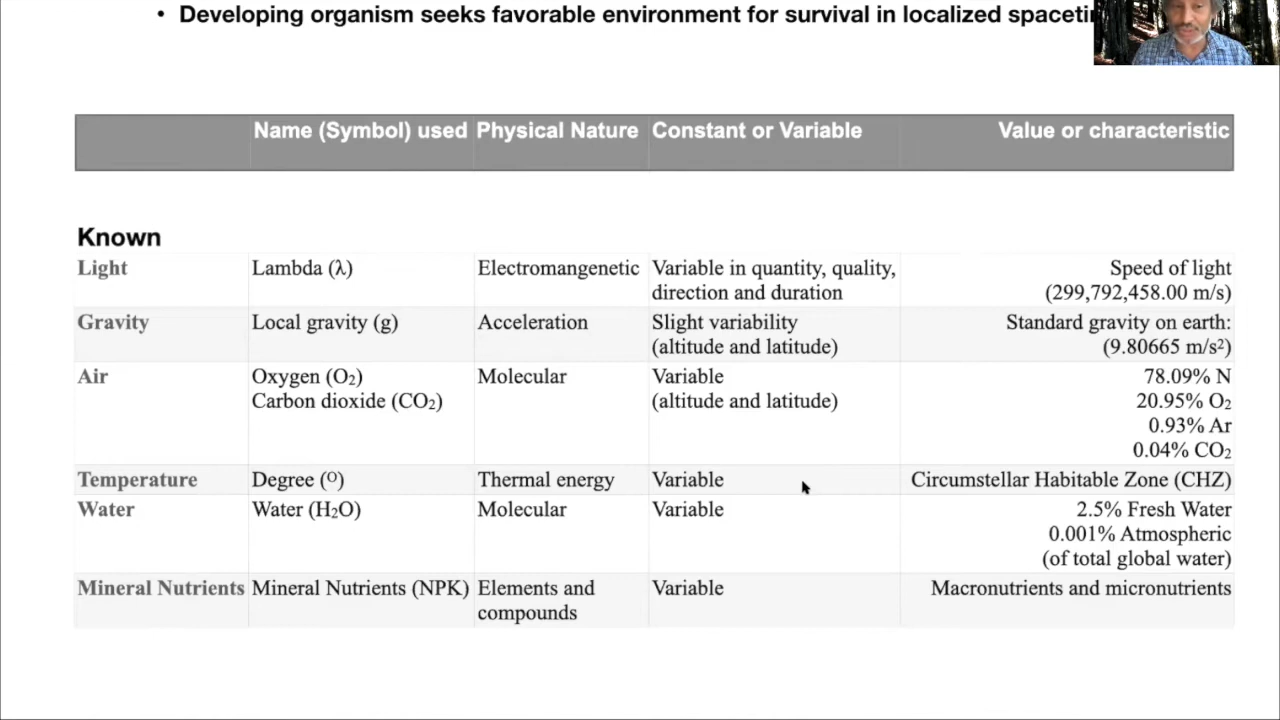 • Developing organism seeks favorable environment for survival in localized
Name (Symbol) used Physical Nature Constant or Variable Value or characteristic
Known
Light Lambda (λ) Electromangenetic Variable in quantity, quality, Speed of light
direction and duration (299,792,458.00 m/s)
Gravity Local gravity (g) Acceleration Slight variability Standard gravity on earth:
(altitude and latitude) (9.80665 m/s²)
Air Oxygen (O₂) Molecular Variable 78.09% N
Carbon dioxide (CO₂) (altitude and latitude) 20.95% O₂
0.93% Ar
0.04% CO₂
Temperature Degree (º) Thermal energy Variable Circumstellar Habitable Zone (CHZ)
Water Water (H₂O) Molecular Variable 2.5% Fresh Water
0.001% Atmospheric
(of total global water)
Mineral Nutrients Mineral Nutrients (NPK) Elements and Variable Macronutrients and micronutrients
compounds